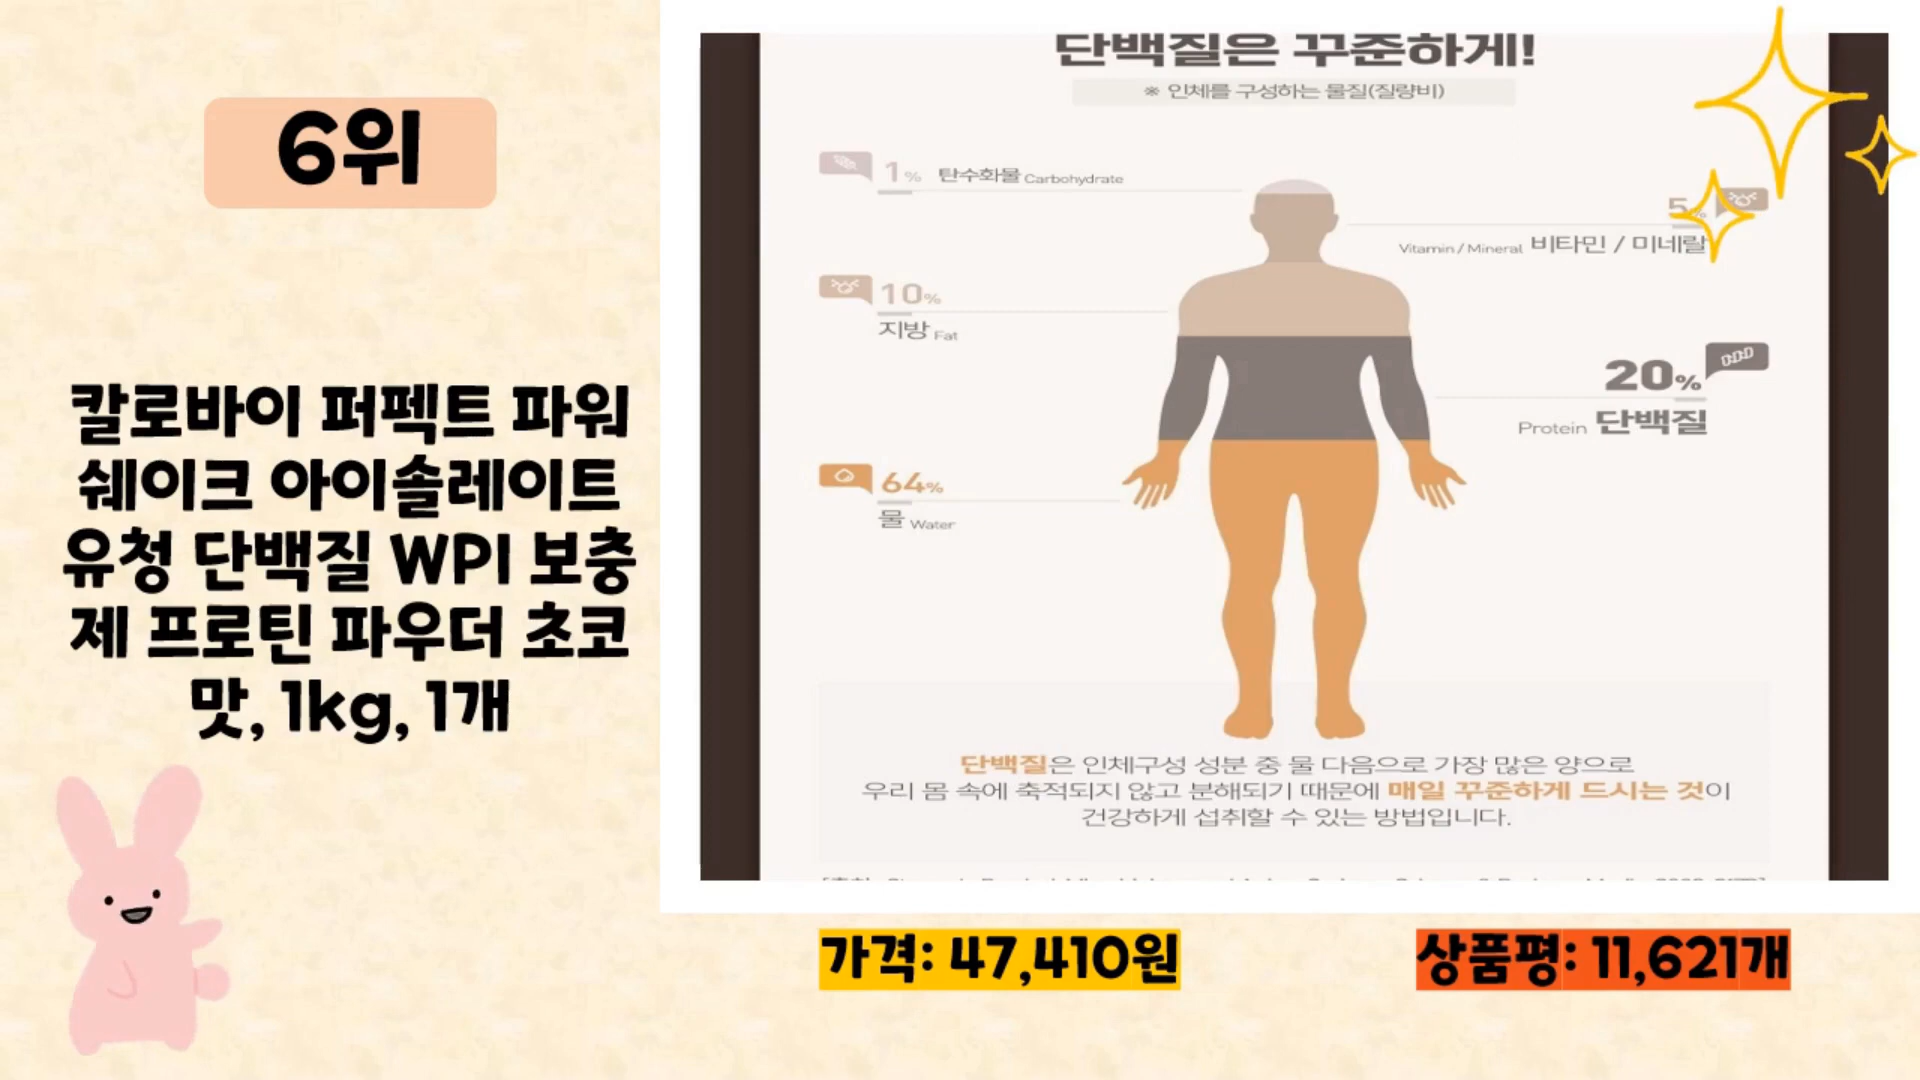 6위
칼로바이 퍼펙트 파워
쉐이크 아이솔레이트
유청 단백질 WPI 보충
제 프로틴 파우더 초코
맛, 1kg, 1개
단백질은 꾸준하게!
※ 인체를 구성하는 물질(질량비)
1% 탄수화물 Carbohydrate
5%
Vitamin / Mineral 비타민 / 미네랄
10%
지방 Fat
20%
Protein 단백질
64%
물 Water
단백질은 인체구성 성분 중 물 다음으로 가장 많은 양으로
우리 몸 속에 축적되지 않고 분해되기 때문에 매일 꾸준하게 드시는 것이
건강하게 섭취할 수 있는 방법입니다.
가격: 47,410원
상품평: 11,621개